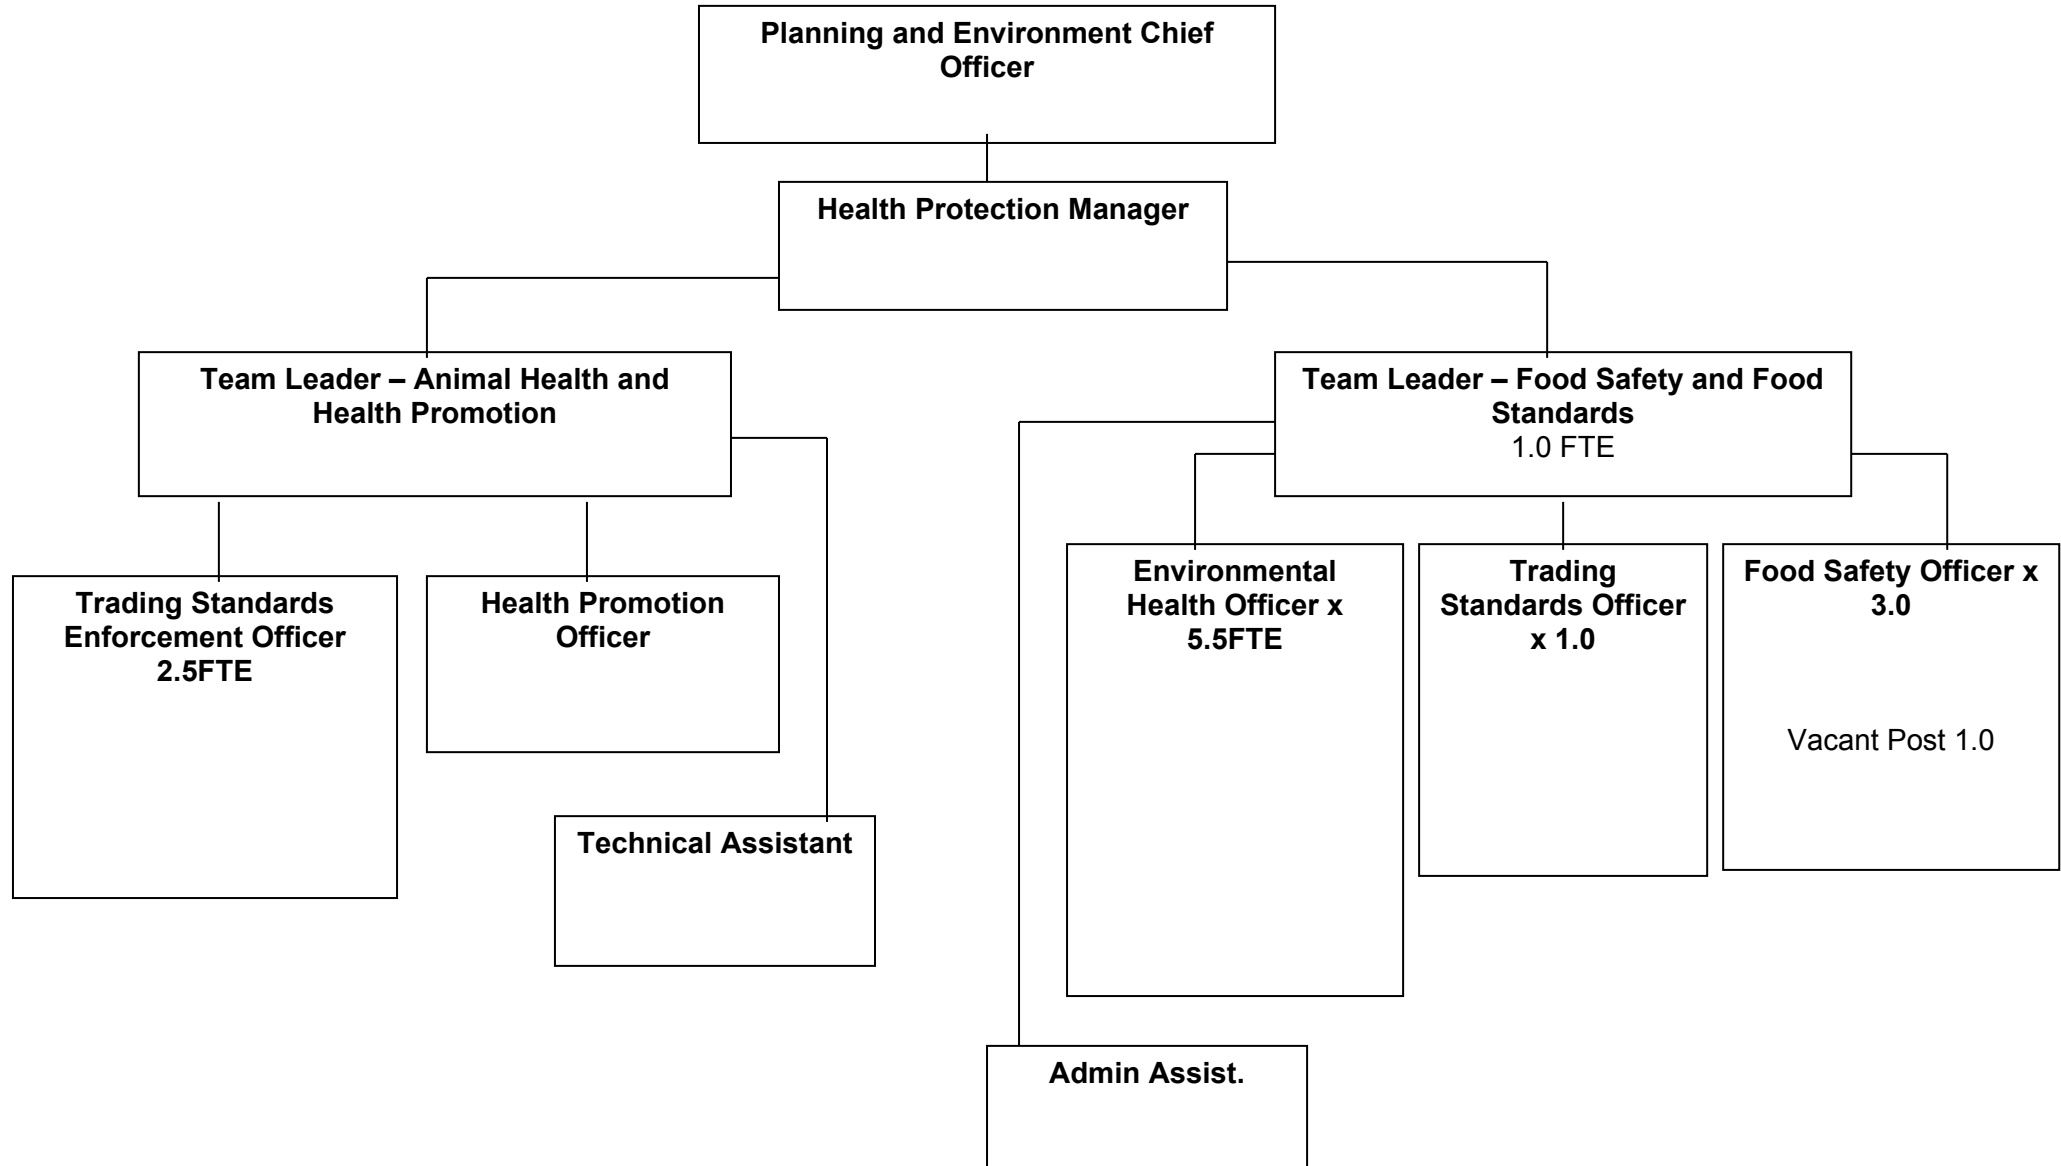 Planning and Environment Chief
Officer
Health Protection Manager
Team Leader – Animal Health and
Health Promotion
Team Leader – Food Safety and Food
Standards
1.0 FTE
Trading Standards
Enforcement Officer
2.5FTE
Health Promotion
Officer
Technical Assistant
Environmental
Health Officer x
5.5FTE
Trading
Standards Officer
x 1.0
Food Safety Officer x
3.0
Vacant Post 1.0
Admin Assist.